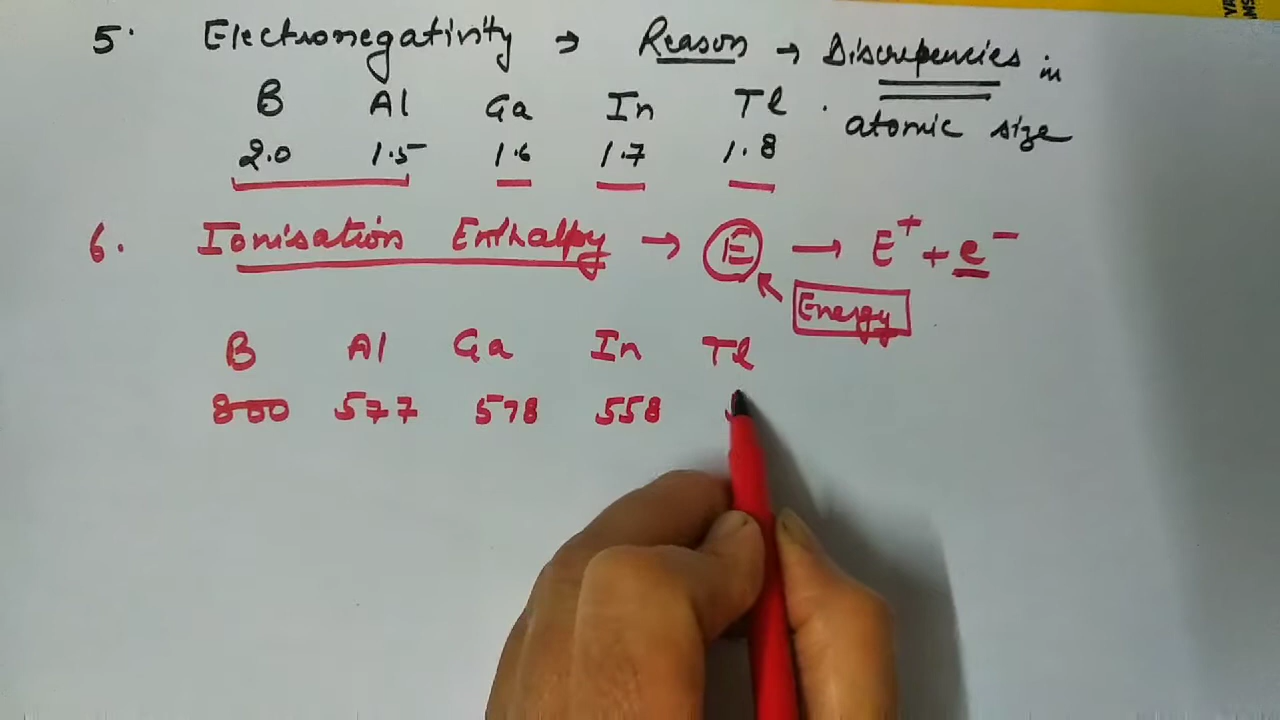 5. Electronegativity → Reason → Discrepencies in
atomic size
B Al Ga In Tl .
2.0 1.5 1.6 1.7 1.8
6. Ionisation Enthalpy → E → E+ + e-
Energy
B Al Ga In Tl
800 577 578 558